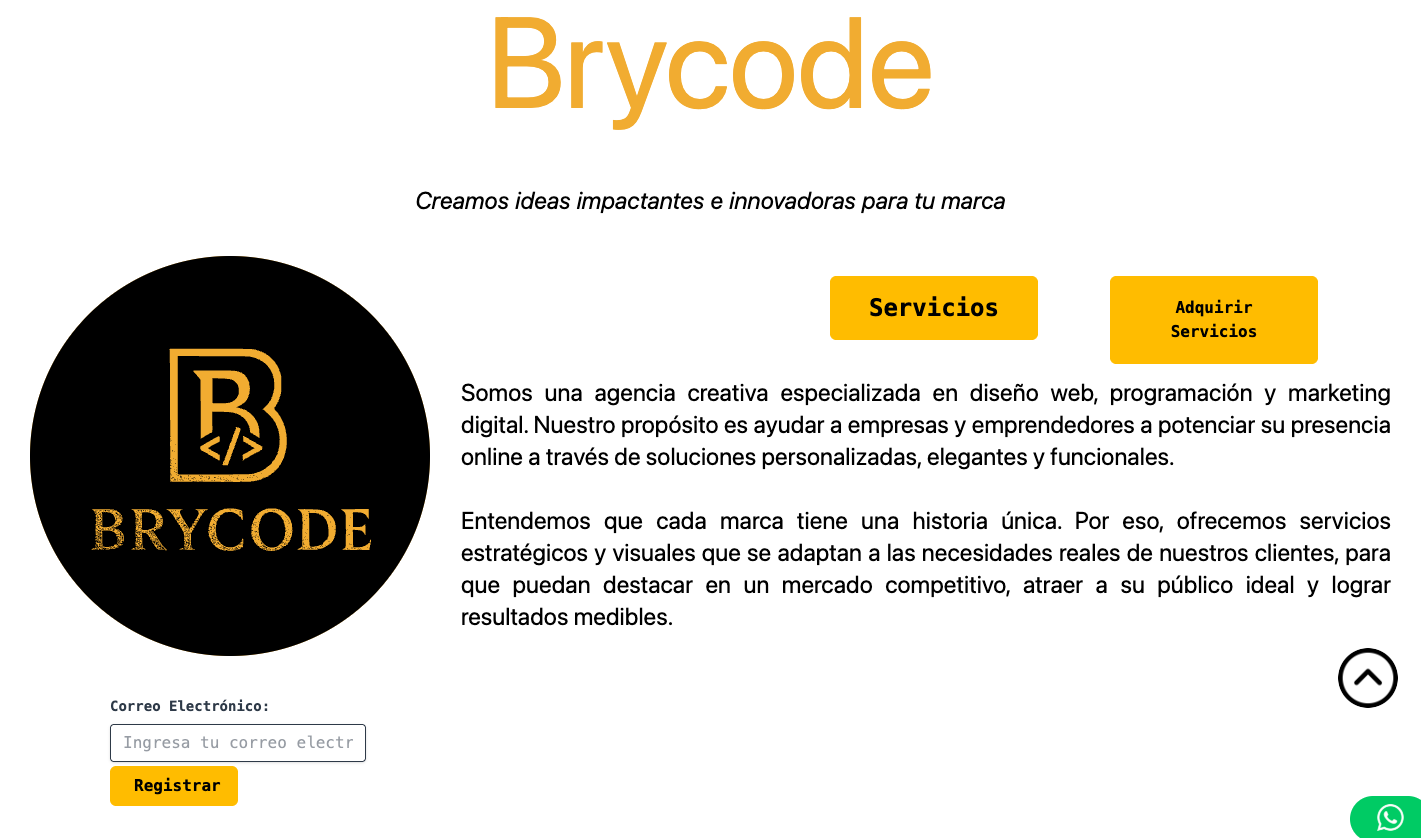 Brycode
Creamos ideas impactantes e innovadoras para tu marca
B
</>
BRYCODE
Servicios
Adquirir
Servicios
Somos una agencia creativa especializada en diseño web, programación y marketing
digital. Nuestro propósito es ayudar a empresas y emprendedores a potenciar su presencia
online a través de soluciones personalizadas, elegantes y funcionales.
Entendemos que cada marca tiene una historia única. Por eso, ofrecemos servicios
estratégicos y visuales que se adaptan a las necesidades reales de nuestros clientes, para
que puedan destacar en un mercado competitivo, atraer a su público ideal y lograr
resultados medibles.
Correo Electrónico:
Ingresa tu correo electr
Registrar